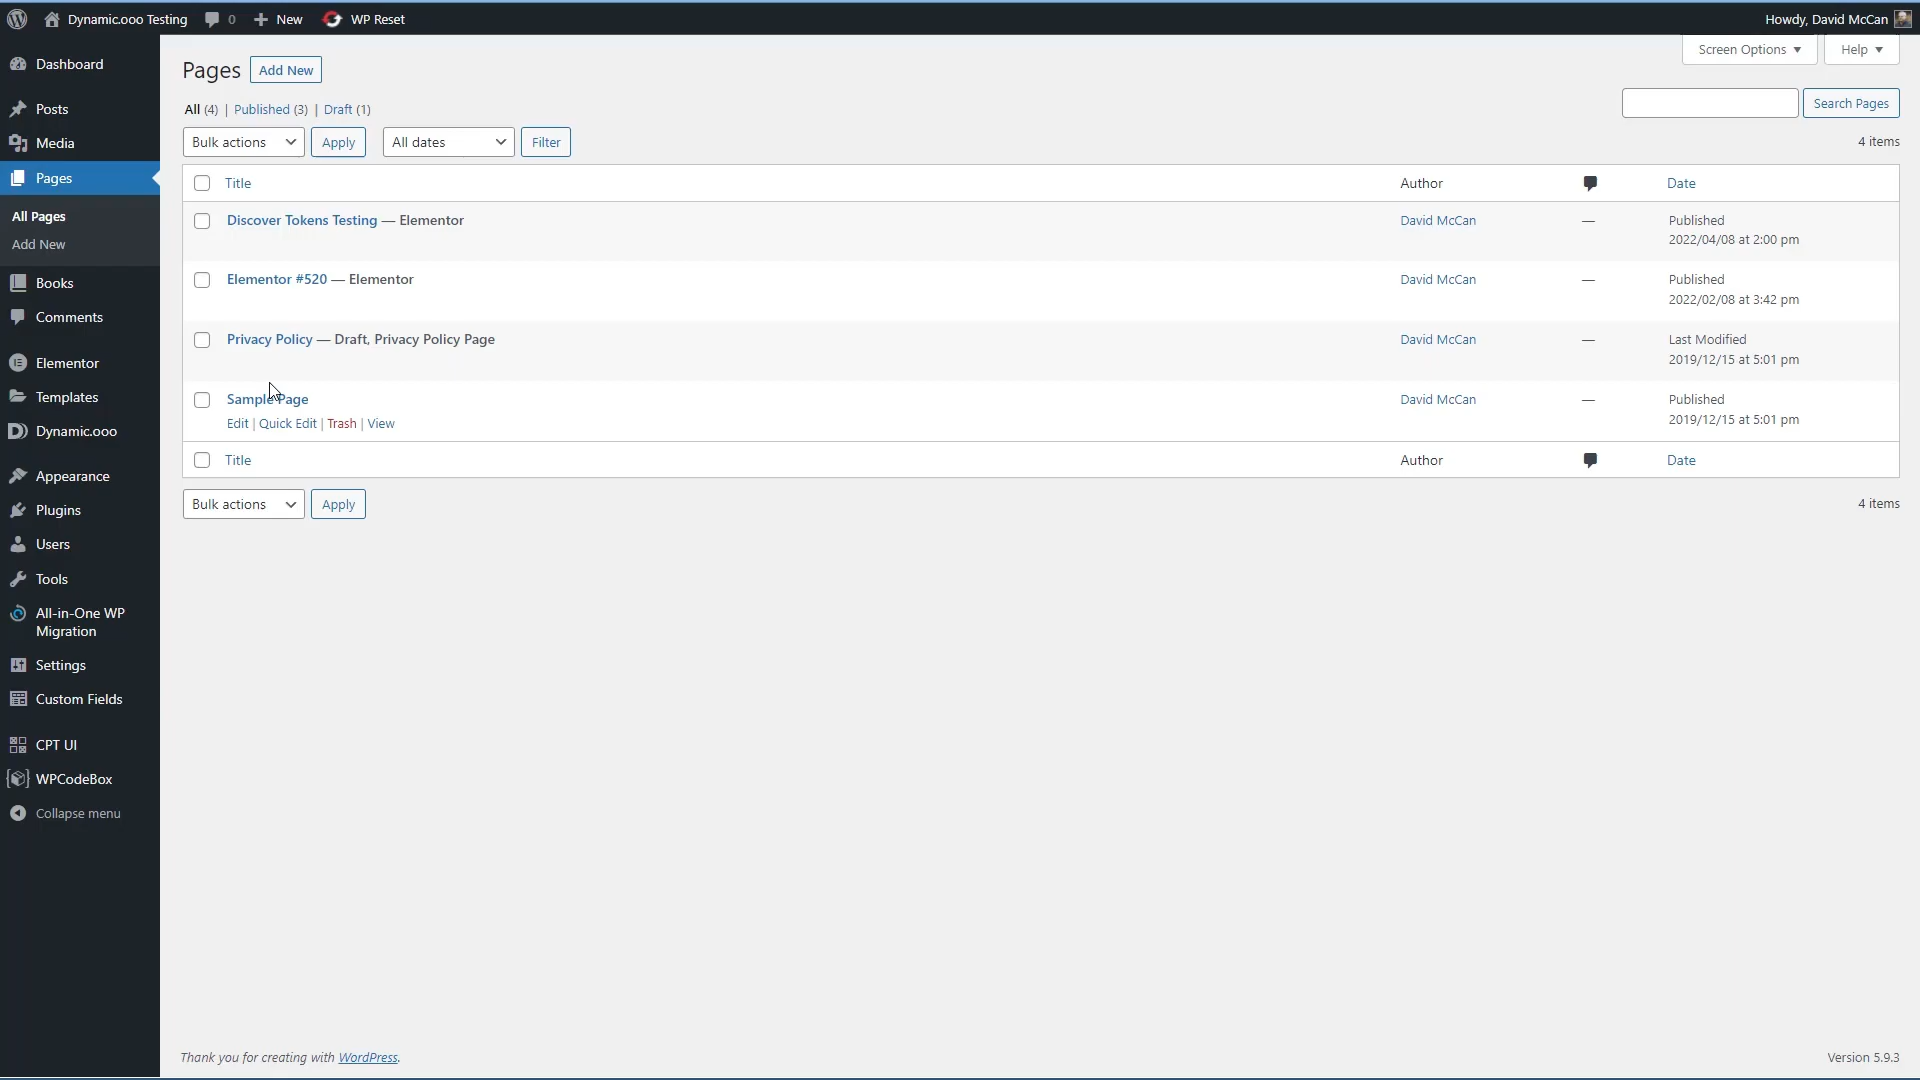 Dynamic.ooo Testing 0 New WP Reset Howdy, David McCan
Screen Options Help
Dashboard
Posts
Media
Pages
All Pages
Add New
Books
Comments
Elementor
Templates
Dynamic.ooo
Appearance
Plugins
Users
Tools
All-in-One WP
Migration
Settings
Custom Fields
CPT UI
WPCodeBox
Collapse menu
Pages Add New
All (4) | Published (3) | Draft (1)
Search Pages
Bulk actions Apply All dates Filter 4 items
Title Author Date
Discover Tokens Testing — Elementor David McCan — Published
2022/04/08 at 2:00 pm
Elementor #520 — Elementor David McCan — Published
2022/02/08 at 3:42 pm
Privacy Policy — Draft, Privacy Policy Page David McCan — Last Modified
2019/12/15 at 5:01 pm
Sample Page David McCan — Published
Edit | Quick Edit | Trash | View 2019/12/15 at 5:01 pm
Title Author Date
Bulk actions Apply 4 items
Thank you for creating with WordPress. Version 5.9.3